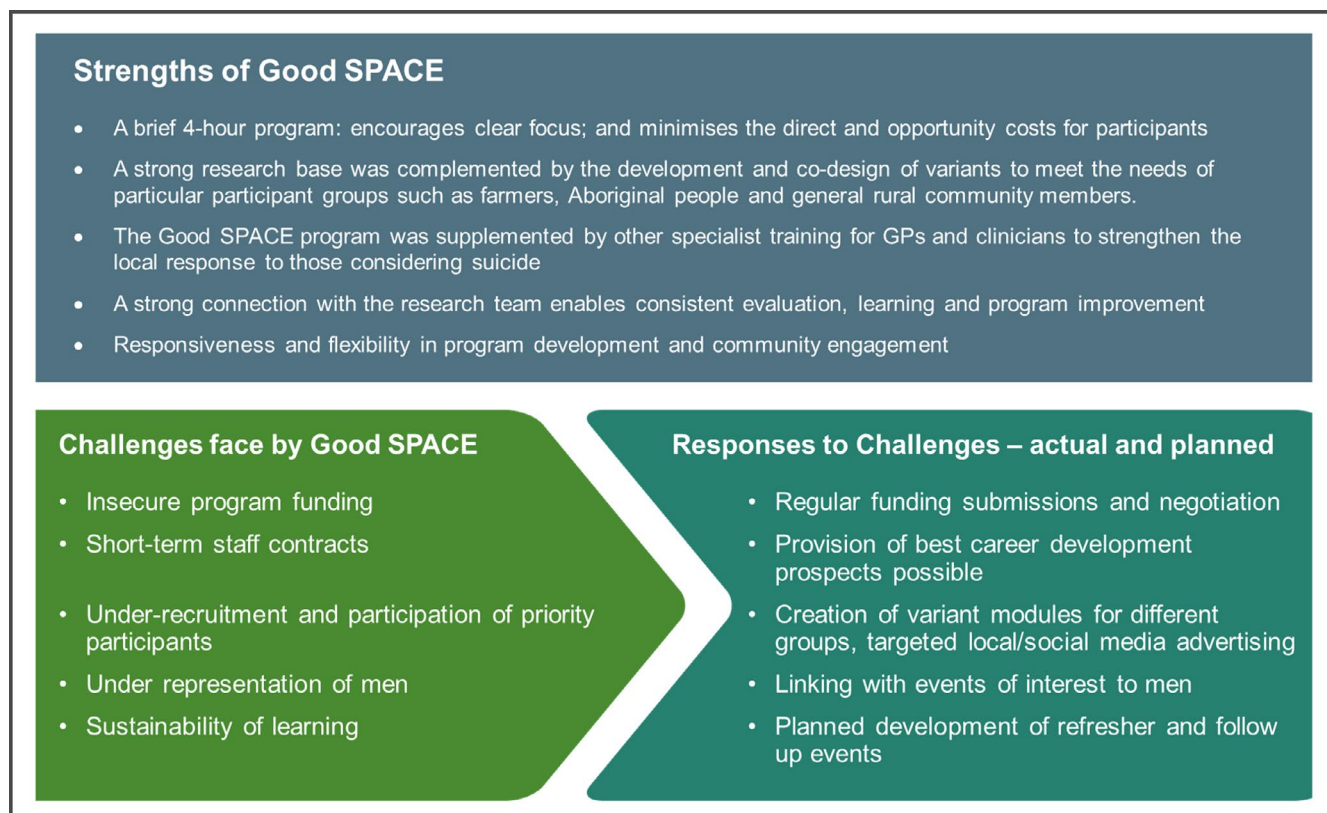 Strengths of Good SPACE
• A brief 4-hour program: encourages clear focus; and minimises the direct and opportunity costs for participants
• A strong research base was complemented by the development and co-design of variants to meet the needs of
particular participant groups such as farmers, Aboriginal people and general rural community members.
• The Good SPACE program was supplemented by other specialist training for GPs and clinicians to strengthen the
local response to those considering suicide
• A strong connection with the research team enables consistent evaluation, learning and program improvement
• Responsiveness and flexibility in program development and community engagement
Challenges face by Good SPACE
• Insecure program funding
• Short-term staff contracts
• Under-recruitment and participation of priority
participants
• Under representation of men
• Sustainability of learning
Responses to Challenges – actual and planned
• Regular funding submissions and negotiation
• Provision of best career development
prospects possible
• Creation of variant modules for different
groups, targeted local/social media advertising
• Linking with events of interest to men
• Planned development of refresher and follow
up events